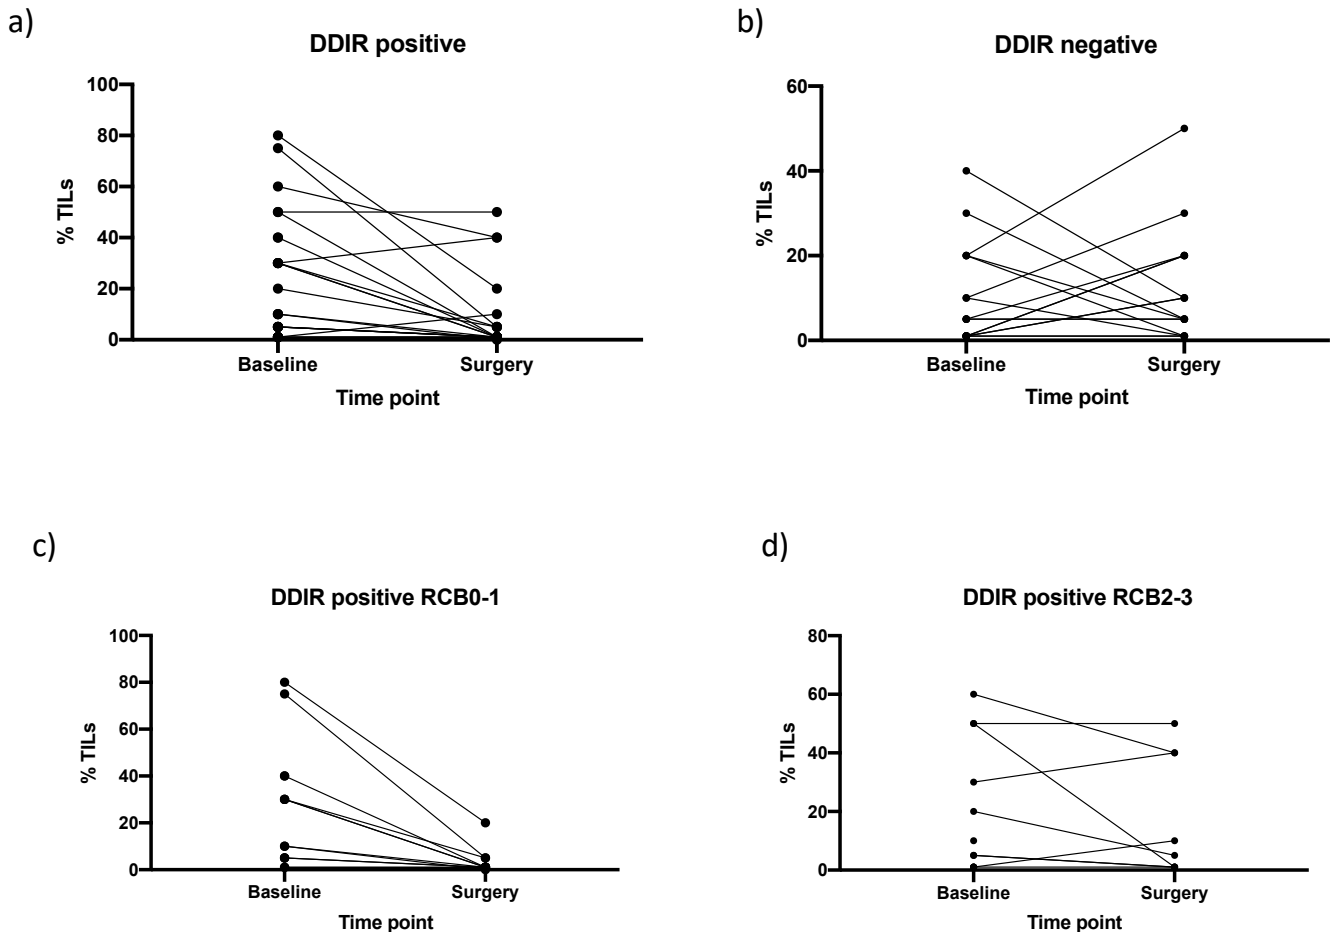 a)
DDIR positive
100
80
60
40
20
0
% TILs
Baseline Surgery
Time point
b)
DDIR negative
60
40
20
0
% TILs
Baseline Surgery
Time point
c)
DDIR positive RCB0-1
100
80
60
40
20
0
% TILs
Baseline Surgery
Time point
d)
DDIR positive RCB2-3
80
60
40
20
0
% TILs
Baseline Surgery
Time point